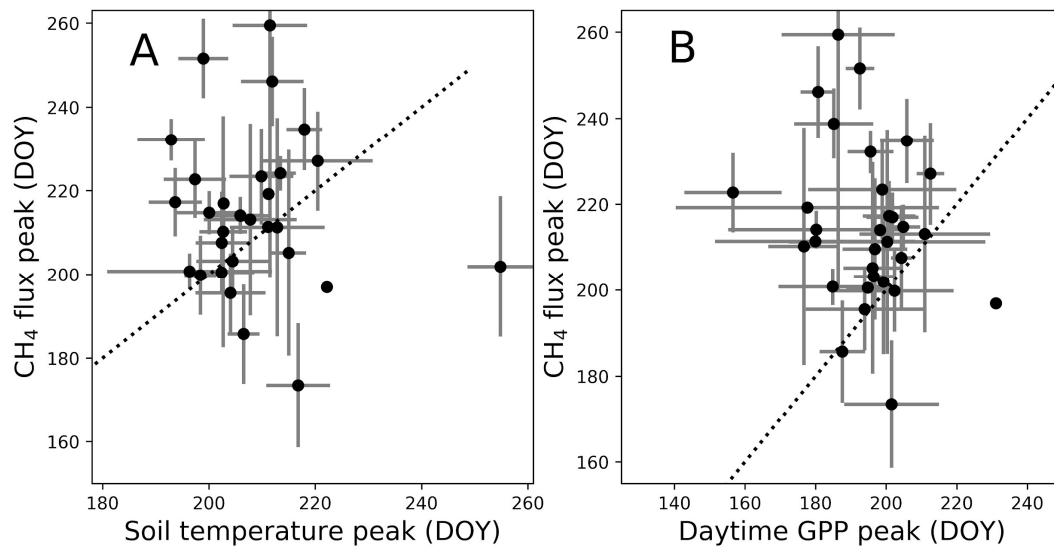 A
CH₄ flux peak (DOY)
260
240
220
200
180
160
180 200 220 240 260
Soil temperature peak (DOY)
B
CH₄ flux peak (DOY)
260
240
220
200
180
160
140 160 180 200 220 240
Daytime GPP peak (DOY)